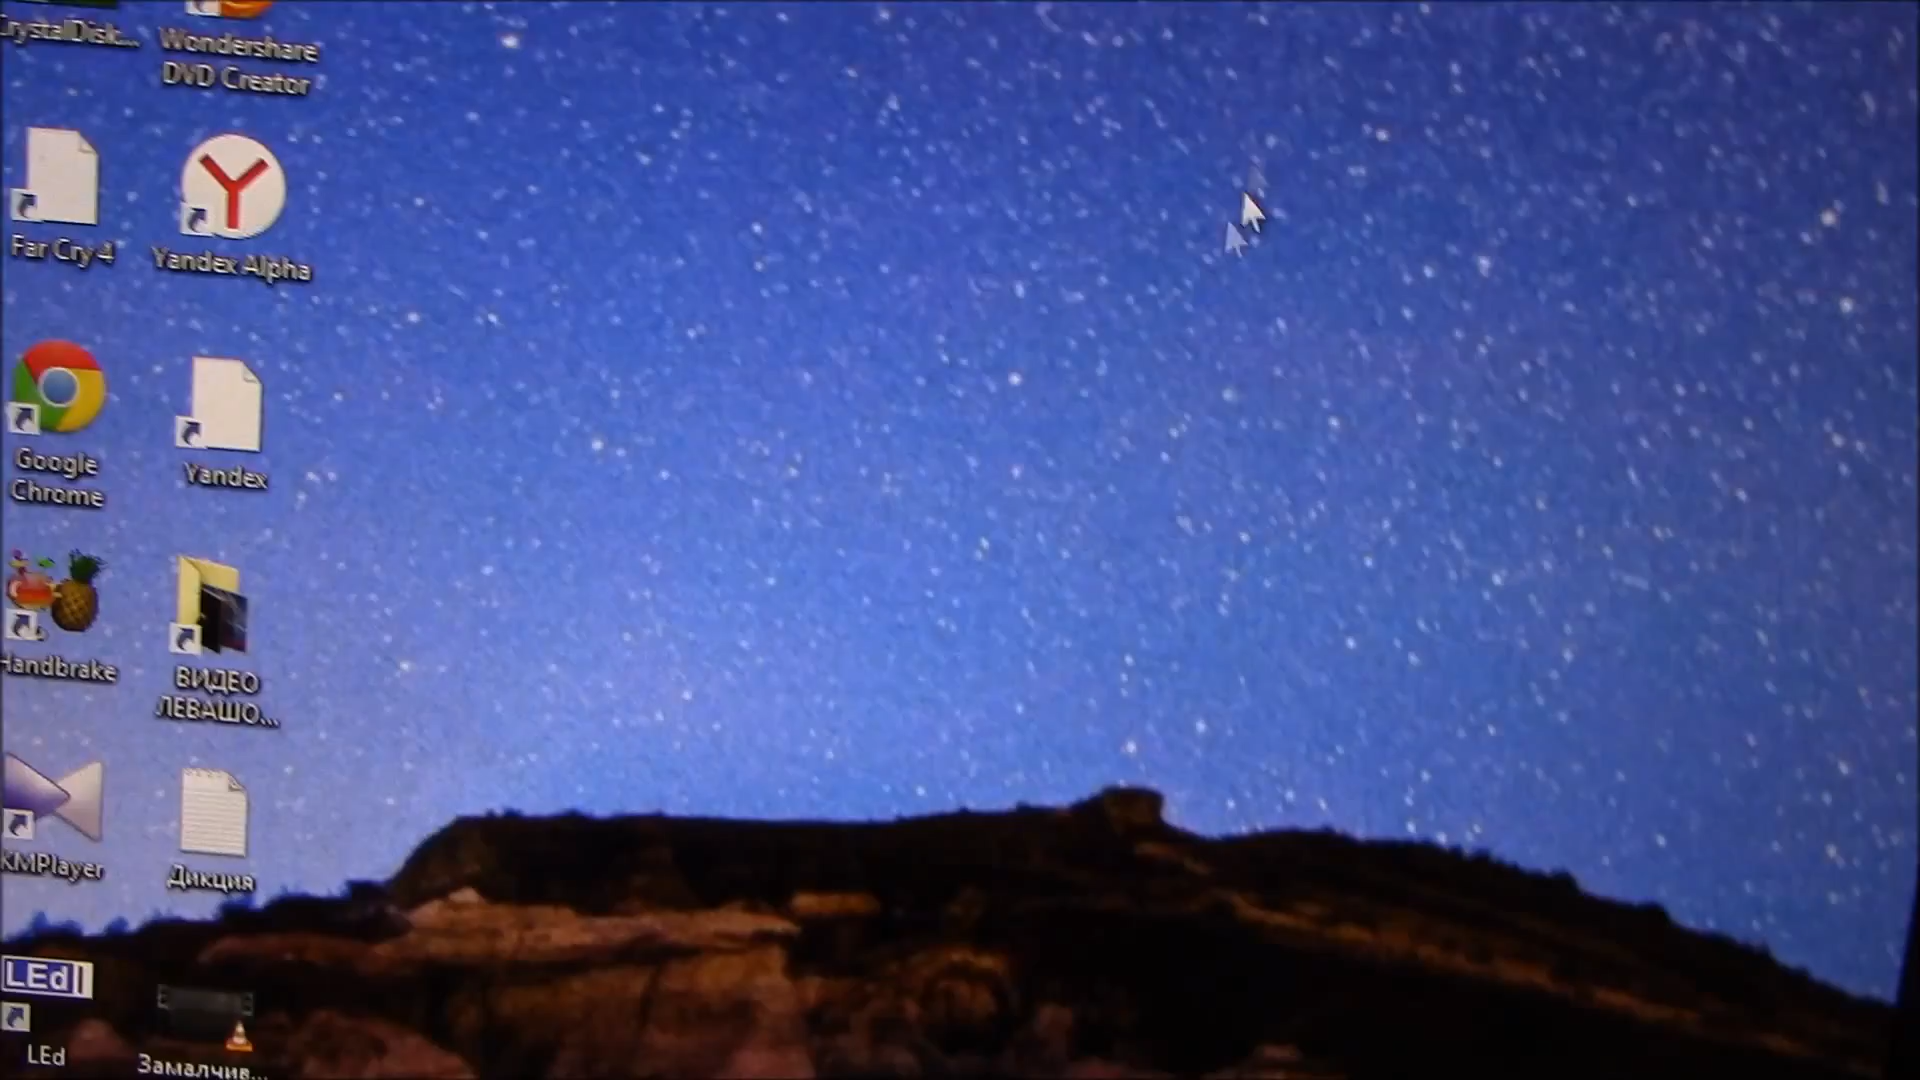 CrystalDisk...
Wondershare
DVD Creator
Far Cry 4
Yandex Alpha
Google
Chrome
Yandex
Handbrake
ВИДЕО
ЛЕВАШО...
KMPlayer
Дикция
LEd
LEd
Замалчив...